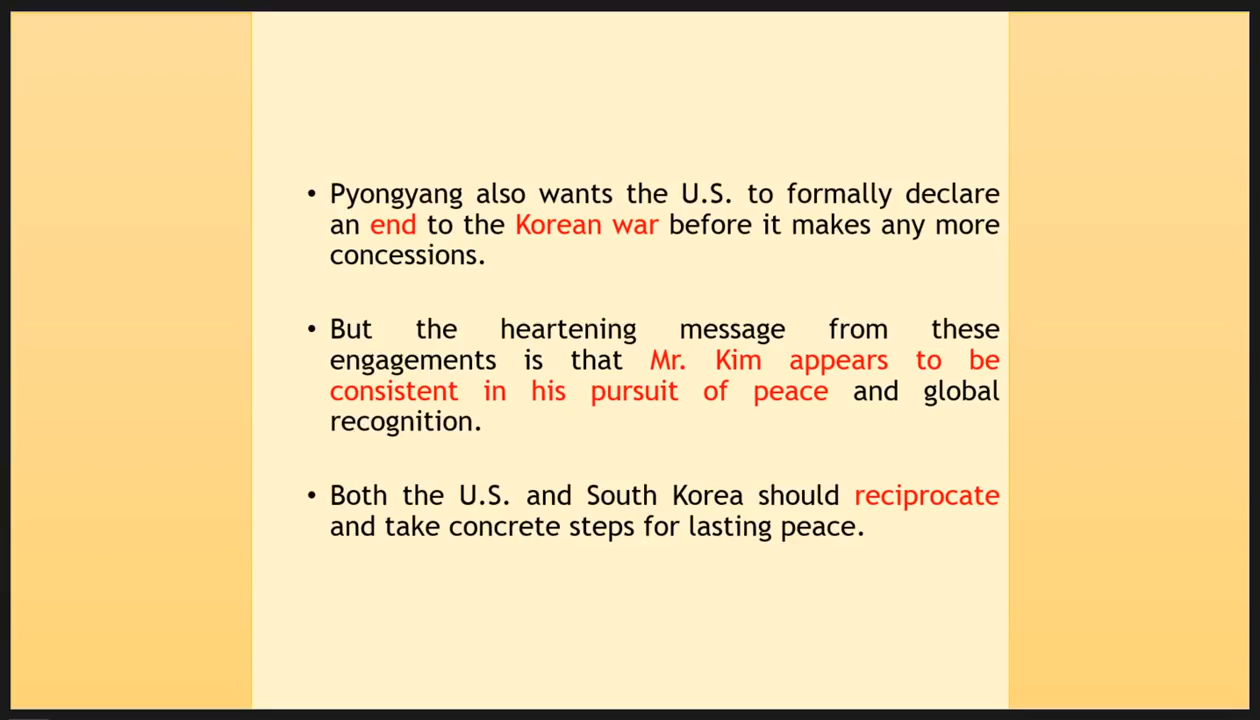 • Pyongyang also wants the U.S. to formally declare
an end to the Korean war before it makes any more
concessions.
• But the heartening message from these
engagements is that Mr. Kim appears to be
consistent in his pursuit of peace and global
recognition.
• Both the U.S. and South Korea should reciprocate
and take concrete steps for lasting peace.